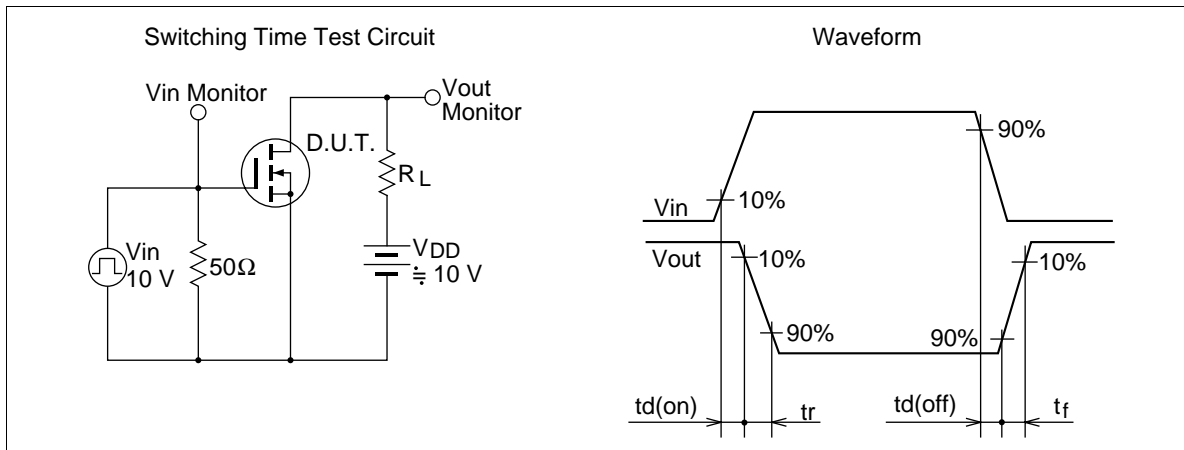 Switching Time Test Circuit
Vin Monitor
Vout
Monitor
D.U.T.
RL
Vin
10 V
50Ω
VDD
≒ 10 V
Waveform
Vin
10%
90%
Vout
10%
90%
90%
10%
td(on)
tr
td(off)
tf